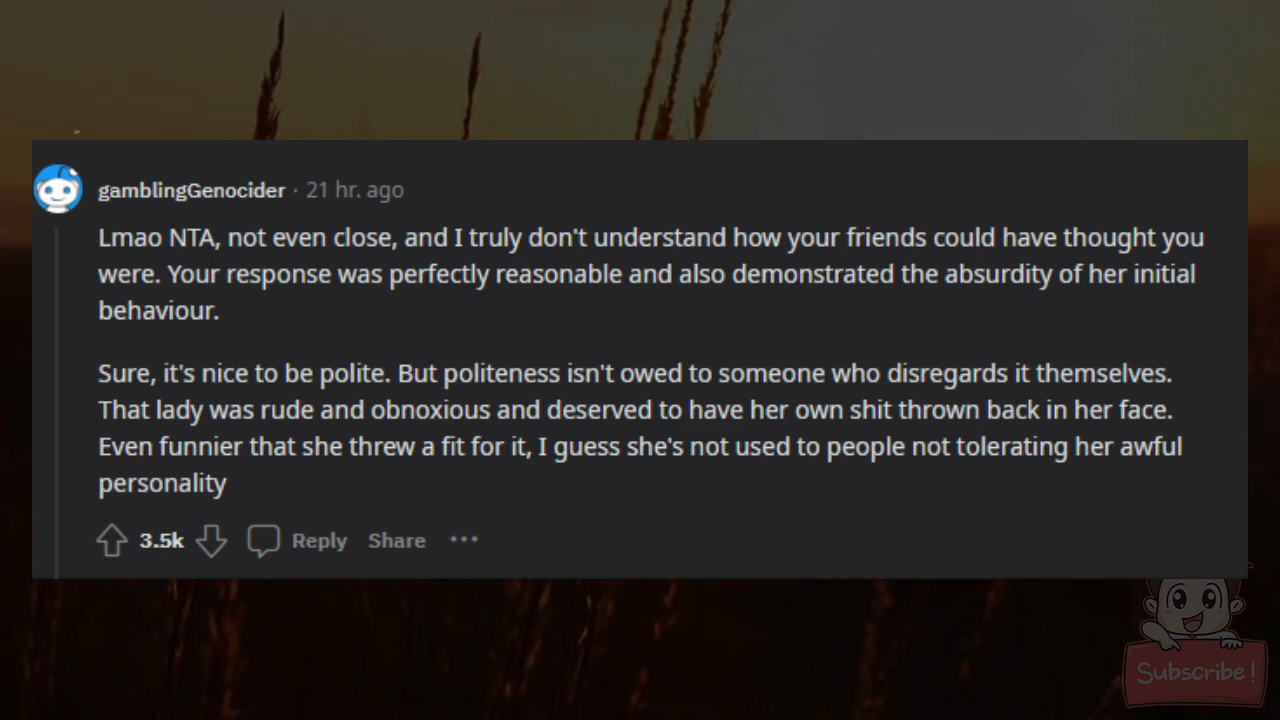 gamblingGenocider · 21 hr. ago
Lmao NTA, not even close, and I truly don't understand how your friends could have thought you
were. Your response was perfectly reasonable and also demonstrated the absurdity of her initial
behaviour.
Sure, it's nice to be polite. But politeness isn't owed to someone who disregards it themselves.
That lady was rude and obnoxious and deserved to have her own shit thrown back in her face.
Even funnier that she threw a fit for it, I guess she's not used to people not tolerating her awful
personality
3.5k Reply Share ···
Subscribe!